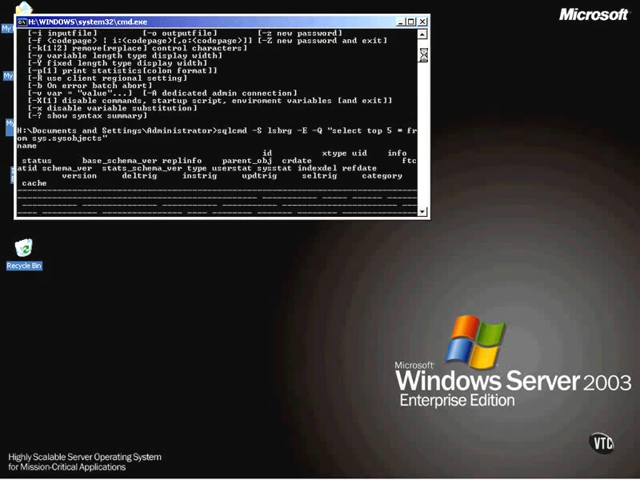 H:\WINDOWS\system32\cmd.exe
Microsoft
[-i inputfile] [-o outputfile] [-z new password]
[-f <codepage> | i:<codepage>[,o:<codepage>]] [-Z new password and exit]
[-k[1|2] remove[replace] control characters]
[-y variable length type display width]
[-Y fixed length type display width]
[-p[1] print statistics[colon format]]
[-R use client regional setting]
[-b On error batch abort]
[-v var = "value"...] [-A dedicated admin connection]
[-X[1] disable commands, startup script, enviroment variables [and exit]]
[-x disable variable substitution]
[-? show syntax summary]
H:\Documents and Settings\Administrator>sqlcmd -S lsbrg -E -Q "select top 5 * fr
om sys.sysobjects"
name
id xtype uid info
status base_schema_ver replinfo parent_obj crdate ftc
atid schema_ver stats_schema_ver type userstat sysstat indexdel refdate
version deltrig instrig updtrig seltrig category
cache
Recycle Bin
Microsoft
Windows Server 2003
Enterprise Edition
VTC
Highly Scalable Server Operating System
for Mission-Critical Applications